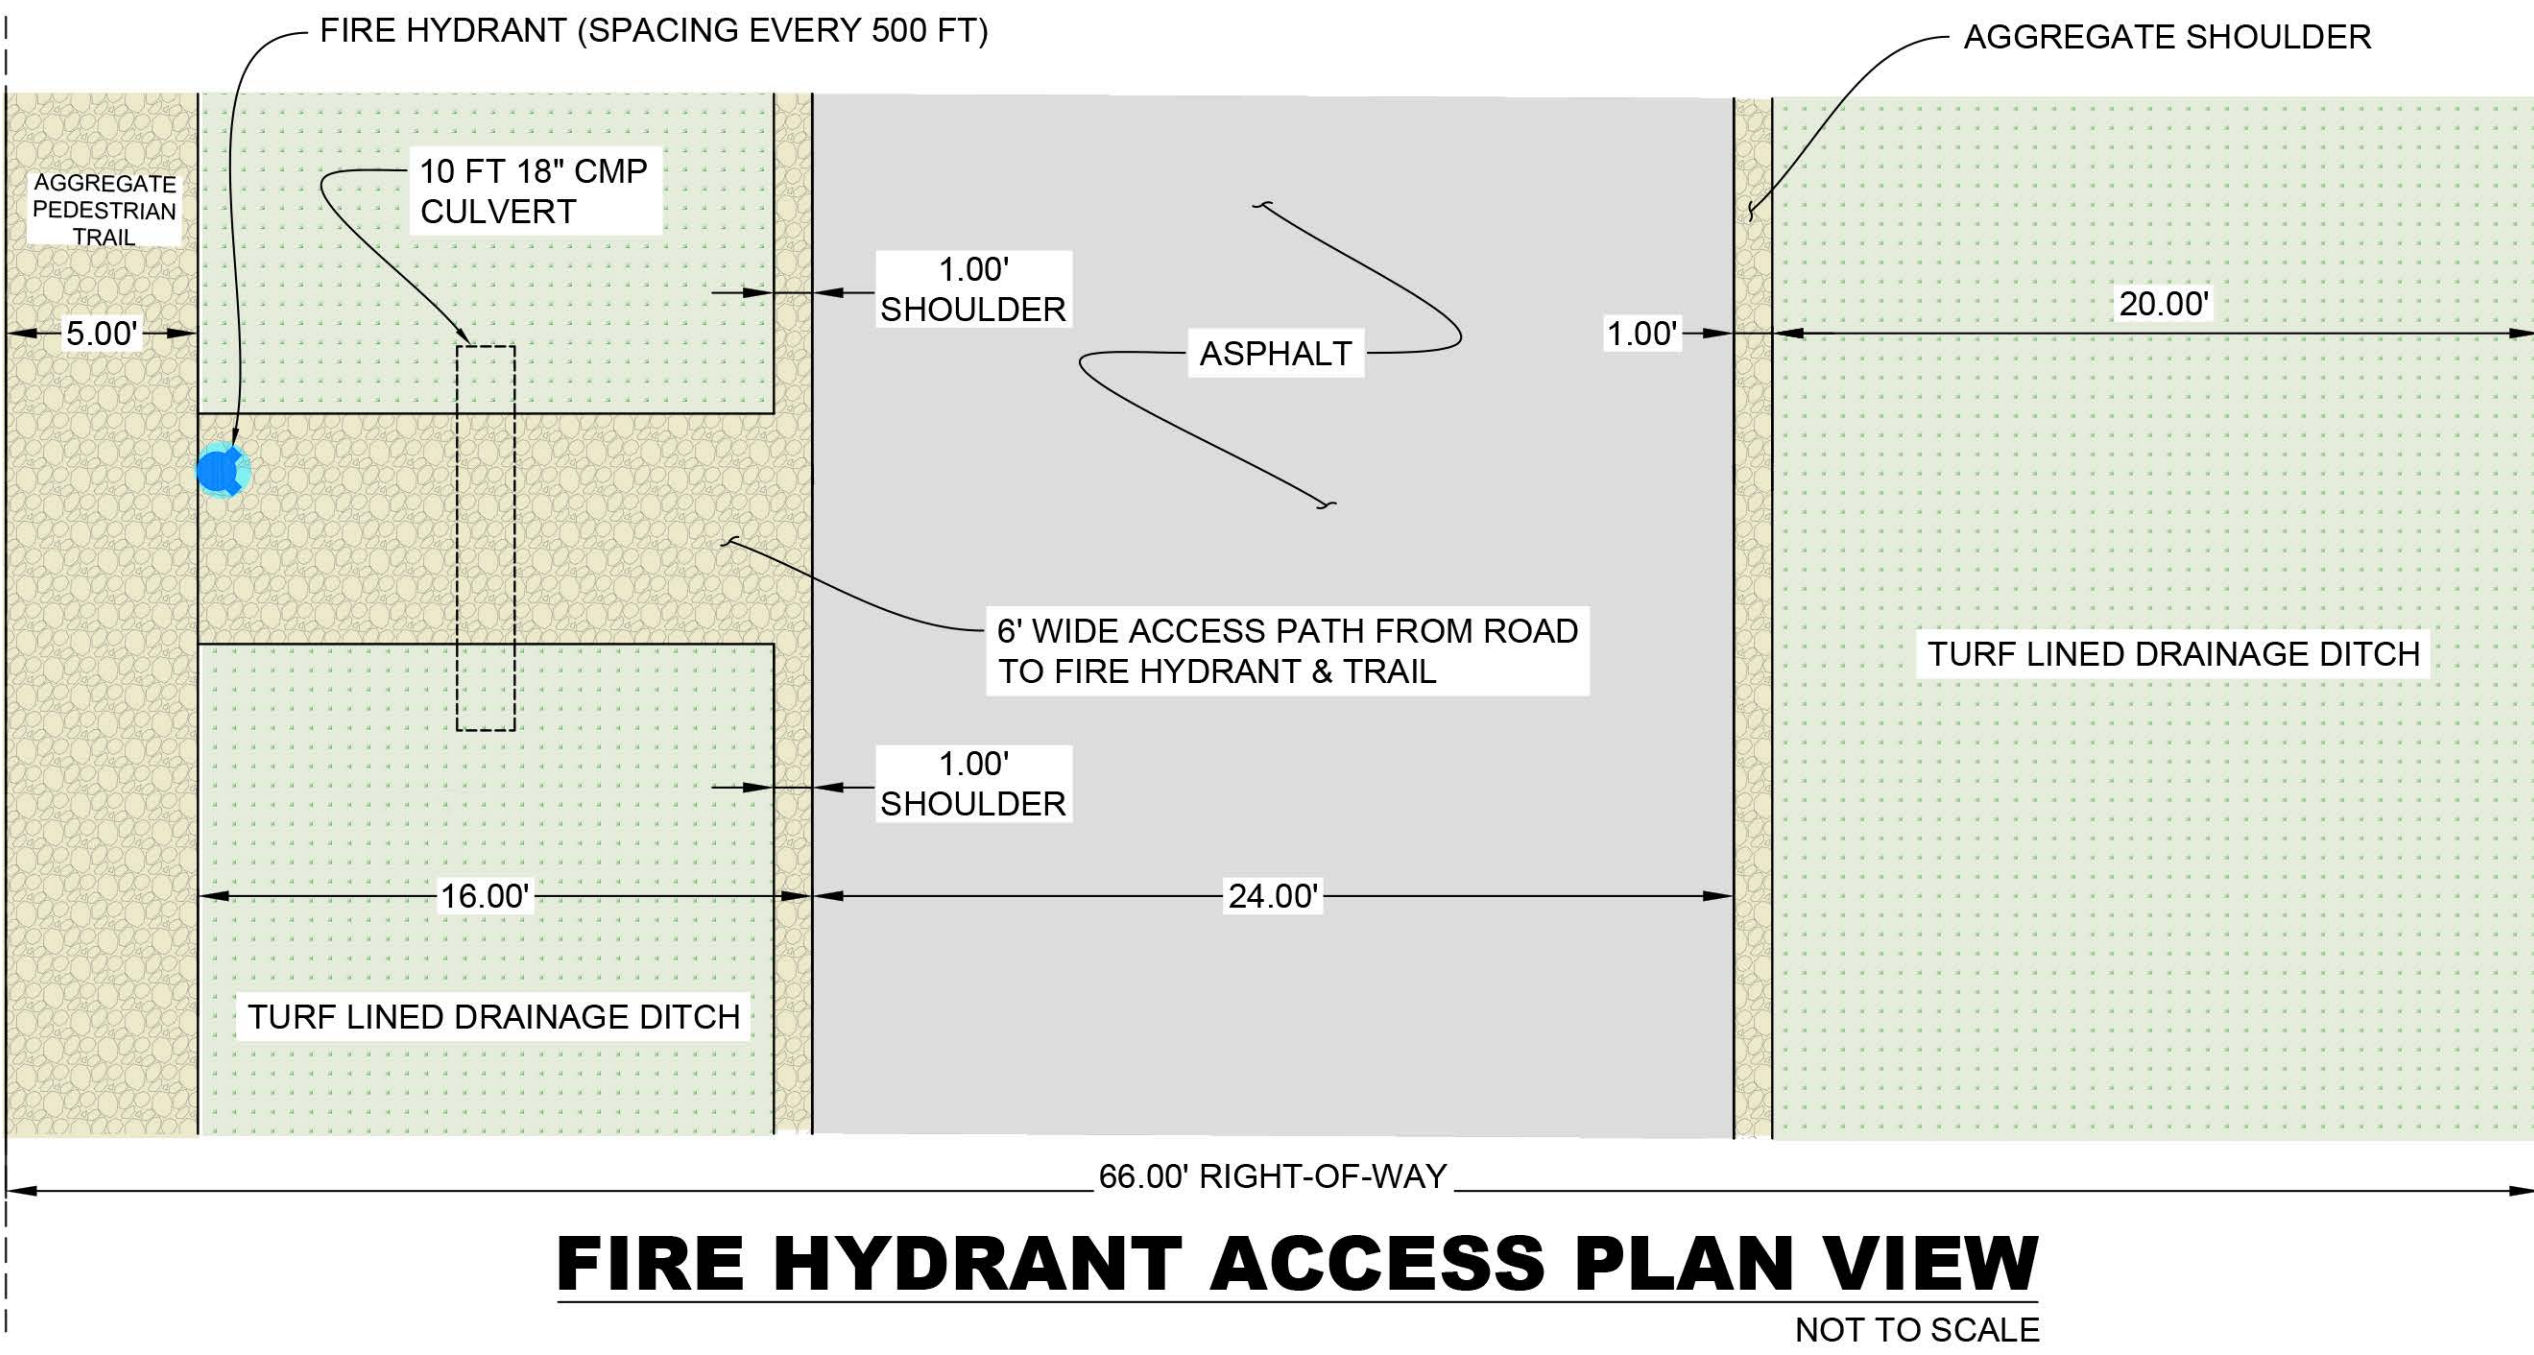 FIRE HYDRANT (SPACING EVERY 500 FT)
AGGREGATE SHOULDER
AGGREGATE
PEDESTRIAN
TRAIL
10 FT 18" CMP
CULVERT
1.00'
SHOULDER
5.00'
ASPHALT
1.00'
20.00'
6' WIDE ACCESS PATH FROM ROAD
TO FIRE HYDRANT & TRAIL
TURF LINED DRAINAGE DITCH
1.00'
SHOULDER
16.00'
24.00'
TURF LINED DRAINAGE DITCH
66.00' RIGHT-OF-WAY
FIRE HYDRANT ACCESS PLAN VIEW
NOT TO SCALE